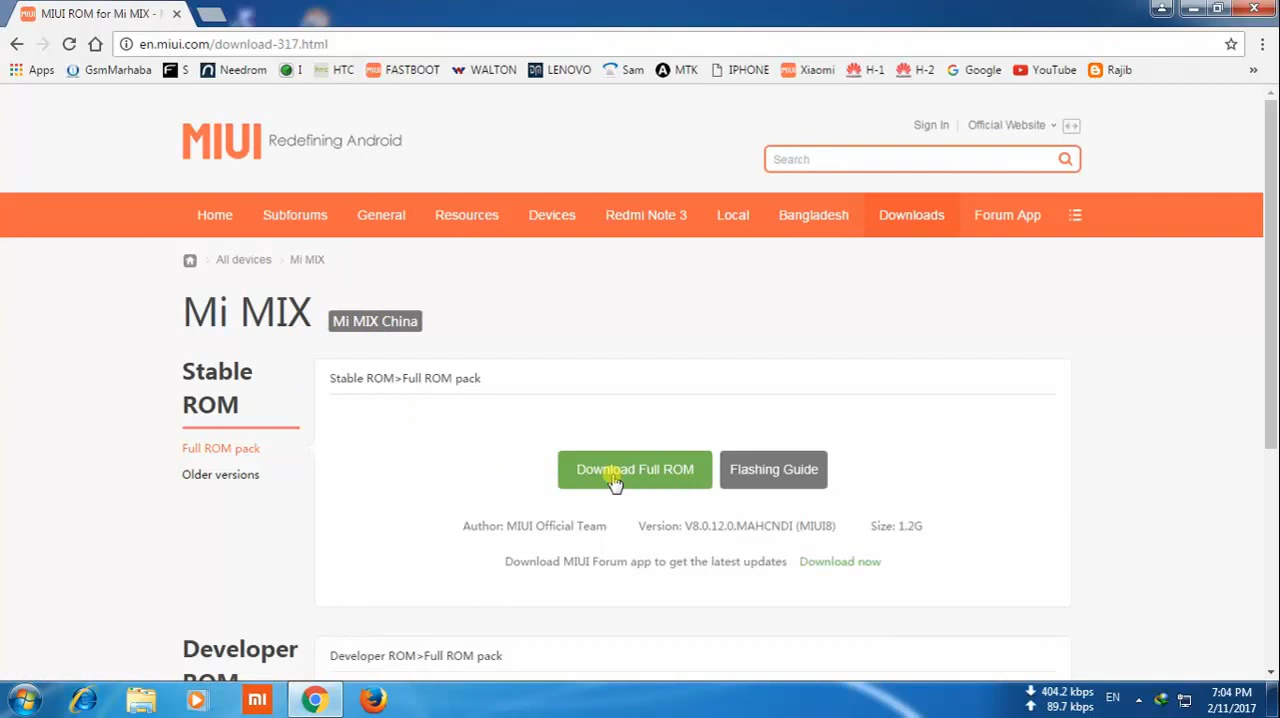 MIUI ROM for Mi MIX -
en.miui.com/download-317.html
Apps GsmMarhaba S Needrom I HTC FASTBOOT WALTON LENOVO Sam MTK IPHONE Xiaomi H-1 H-2 Google YouTube Rajib »
MIUI Redefining Android
Sign In | Official Website
Search
Home Subforums General Resources Devices Redmi Note 3 Local Bangladesh Downloads Forum App
All devices > Mi MIX
Mi MIX Mi MIX China
Stable
ROM
Full ROM pack
Older versions
Stable ROM>Full ROM pack
Download Full ROM Flashing Guide
Author: MIUI Official Team Version: V8.0.12.0.MAHCNDI (MIUI8) Size: 1.2G
Download MIUI Forum app to get the latest updates Download now
Developer
ROM
Developer ROM>Full ROM pack
404.2 kbps
89.7 kbps
EN
7:04 PM
2/11/2017